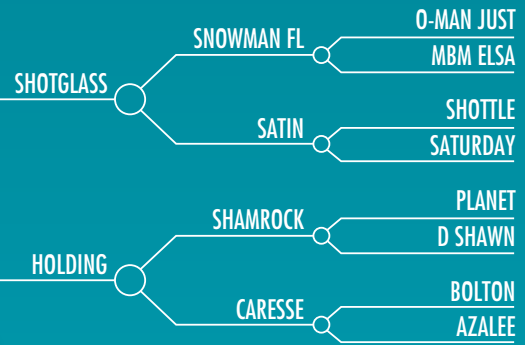 O-MAN JUST
SNOWMAN FL
MBM ELSA
SHOTGLASS
SHOTTLE
SATIN
SATURDAY
PLANET
SHAMROCK
D SHAWN
HOLDING
BOLTON
CARESSE
AZALEE